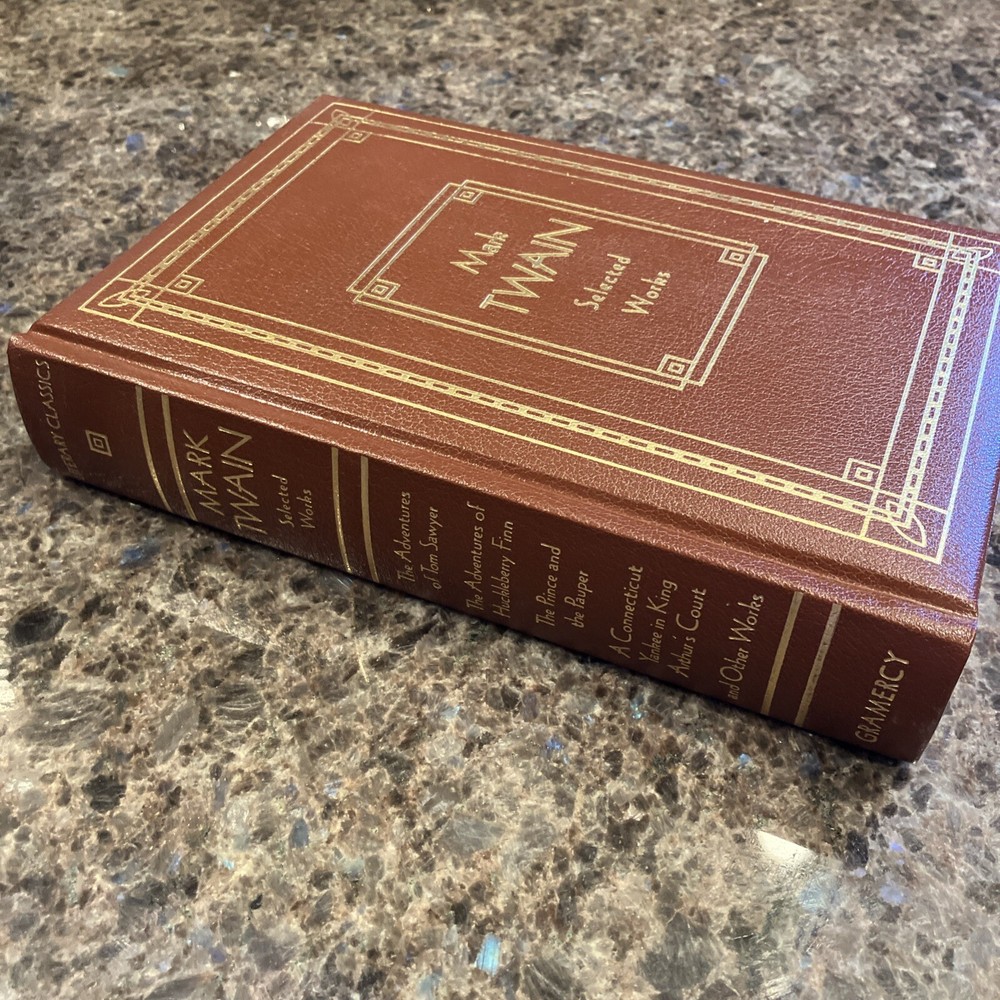 Mark
TWAIN
Selected
Works
CLASSICS
MARK
TWAIN
Selected
Works
The Adventures
of Tom Sawyer
The Adventures of
Huckleberry Finn
The Prince and
the Pauper
A Connecticut
Yankee in King
Arthur's Court
and Other Works
GRAMERCY